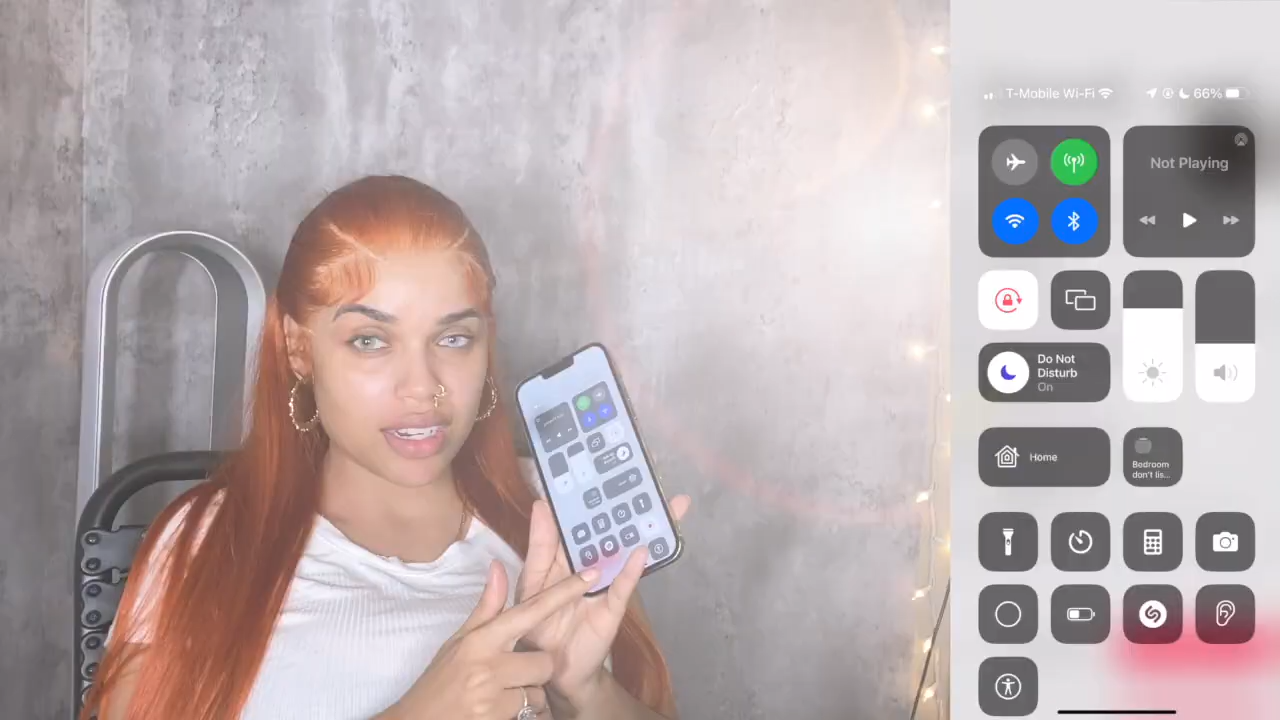 T-Mobile Wi-Fi
66%
Not Playing
Do Not
Disturb
On
Home
Bedroom
don't lis...